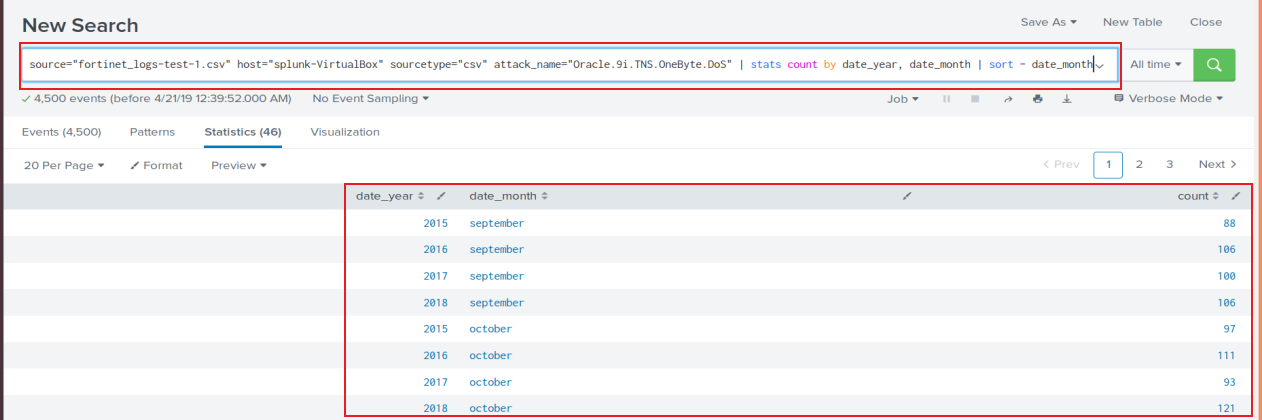 New Search
Save As New Table Close
source="fortinet_logs-test-1.csv" host="splunk-VirtualBox" sourcetype="csv" attack_name="Oracle.9i.TNS.OneByte.DoS" | stats count by date_year, date_month | sort - date_month
All time
4,500 events (before 4/21/19 12:39:52.000 AM) No Event Sampling
Job Verbose Mode
Events (4,500) Patterns Statistics (46) Visualization
20 Per Page Format Preview
< Prev 1 2 3 Next >
date_year date_month count
2015 september 88
2016 september 106
2017 september 100
2018 september 106
2015 october 97
2016 october 111
2017 october 93
2018 october 121